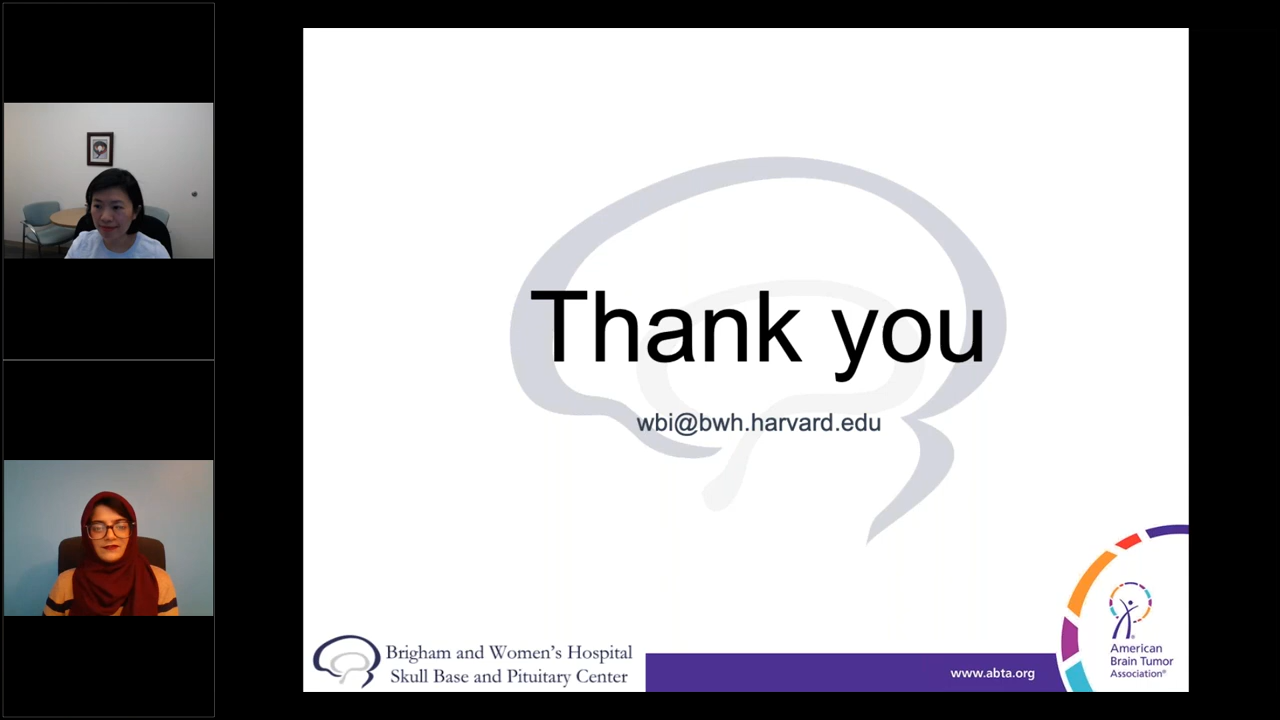 Thank you
wbi@bwh.harvard.edu
Brigham and Women's Hospital
Skull Base and Pituitary Center
www.abta.org
American
Brain Tumor
Association®